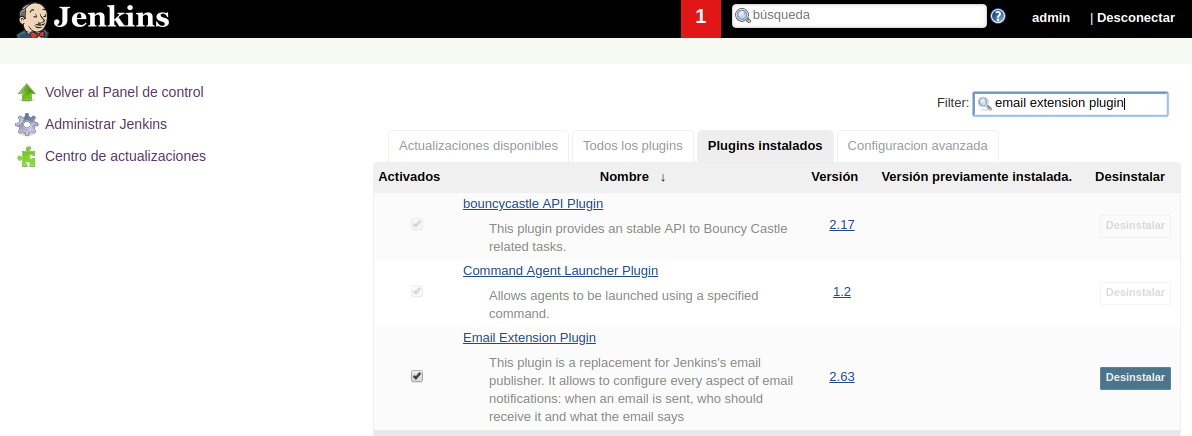 Jenkins
1
búsqueda
?
admin
| Desconectar
Volver al Panel de control
Administrar Jenkins
Centro de actualizaciones
Filter: email extension plugin
Actualizaciones disponibles
Todos los plugins
Plugins instalados
Configuracion avanzada
Activados
Nombre ↓
Versión
Versión previamente instalada.
Desinstalar
bouncycastle API Plugin
This plugin provides an stable API to Bouncy Castle
related tasks.
2.17
Desinstalar
Command Agent Launcher Plugin
Allows agents to be launched using a specified
command.
1.2
Desinstalar
Email Extension Plugin
This plugin is a replacement for Jenkins's email
publisher. It allows to configure every aspect of email
notifications: when an email is sent, who should
receive it and what the email says
2.63
Desinstalar